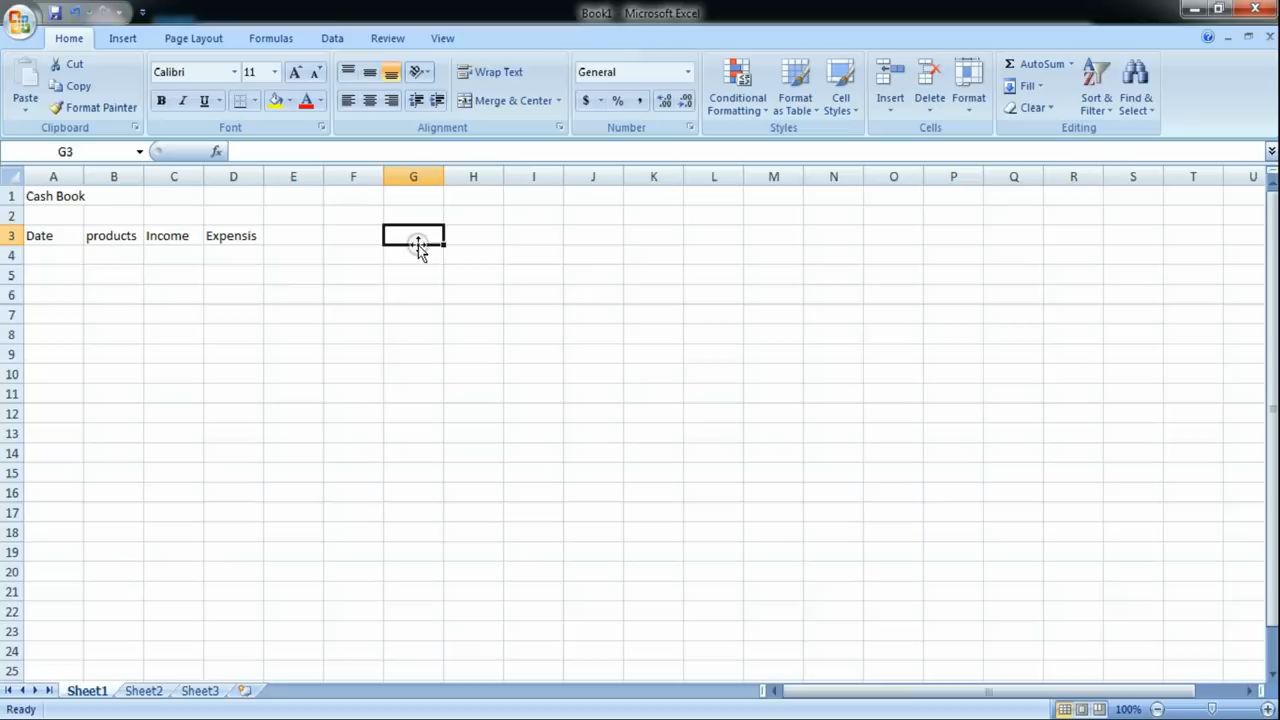 Book1 - Microsoft Excel
Home Insert Page Layout Formulas Data Review View
Paste Cut Copy Format Painter
Clipboard
Calibri 11
B I U A
Font
Wrap Text
Merge & Center
Alignment
General
$ % ,
Number
Conditional Formatting Format as Table Cell Styles
Styles
Insert Delete Format
Cells
Σ AutoSum Fill Clear Sort & Filter Find & Select
Editing
G3 fx
A B C D E F G H I J K L M N O P Q R S T U
1 Cash Book
2
3 Date products Income Expensis
4
5
6
7
8
9
10
11
12
13
14
15
16
17
18
19
20
21
22
23
24
25
Sheet1 Sheet2 Sheet3
Ready 100%